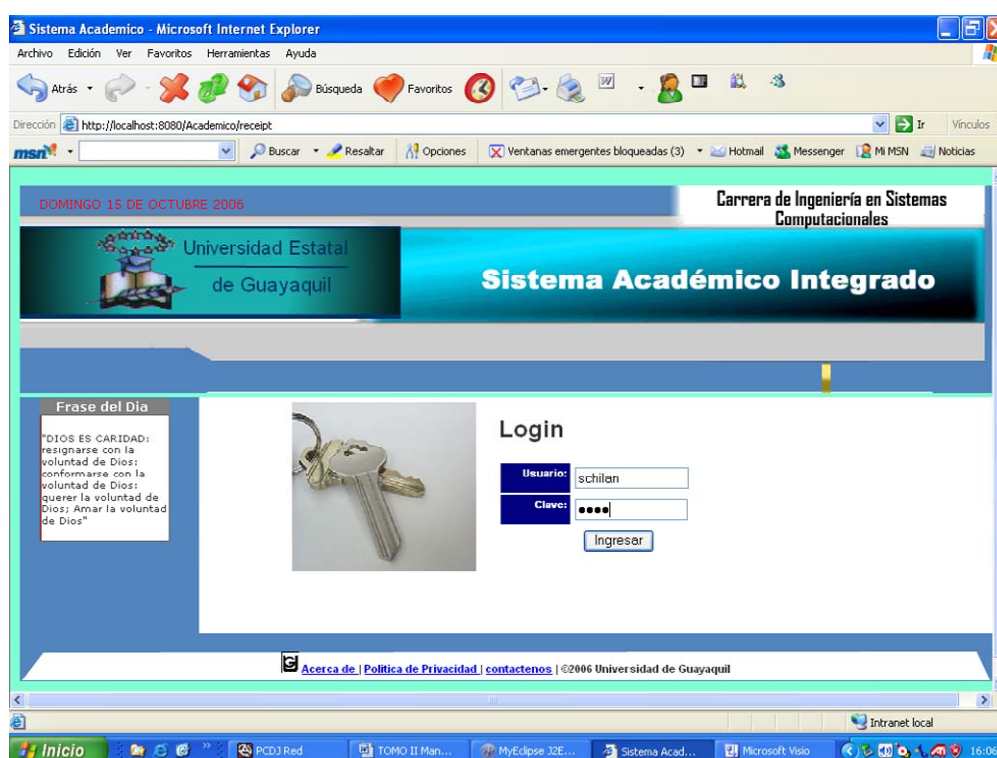 Sistema Academico - Microsoft Internet Explorer
Archivo Edición Ver Favoritos Herramientas Ayuda
Atrás Búsqueda Favoritos
Dirección http://localhost:8080/Academico/receipt Ir Vínculos
msn Buscar Resaltar Opciones Ventanas emergentes bloqueadas (3) Hotmail Messenger Mi MSN Noticias
DOMINGO 15 DE OCTUBRE 2006
Carrera de Ingeniería en Sistemas
Computacionales
Universidad Estatal
de Guayaquil
Sistema Académico Integrado
Frase del Dia
"DIOS ES CARIDAD:
resignarse con la
voluntad de Dios:
conformarse con la
voluntad de Dios:
querer la voluntad de
Dios; Amar la voluntad
de Dios"
Login
Usuario: schilan
Clave: ••••
Ingresar
Acerca de | Politica de Privacidad | contactenos | ©2006 Universidad de Guayaquil
Intranet local
Inicio PCDJ Red TOMO II Man... MyEclipse J2E... Sistema Acad... Microsoft Visio 16:06